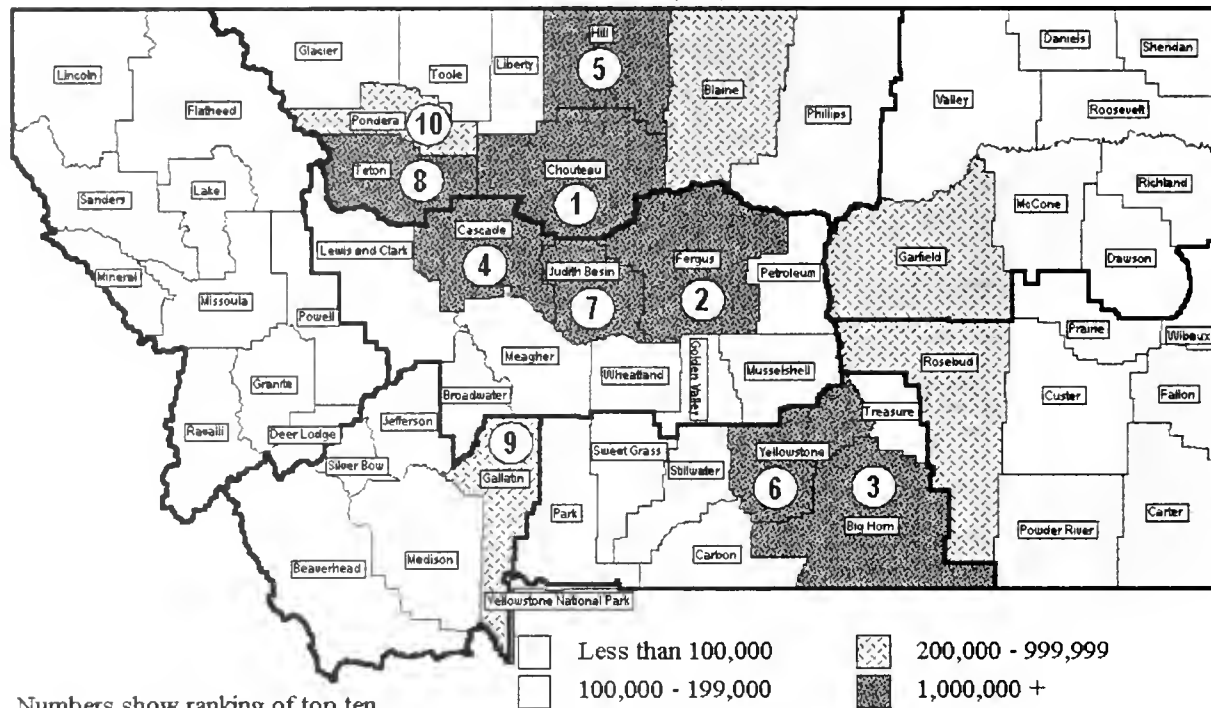 Hill
Daniels
Sheridan
Glacier
Lincoln
Toole
Liberty
5
Blaine
Valley
Flathead
Phillips
Roosevelt
Pondera
10
Teton
8
Chouteau
Richland
Lake
Sanders
1
McCone
Cascade
Lewis and Clark
4
Judith Basin
Fergus
Garfield
Dawson
Mineral
Petroleum
Missoula
7
2
Powell
Praine
Wibaux
Meagher
Golden Valley
Rosebud
Granite
Wheatland
Musselshell
Broadwater
Custer
Fallon
Jefferson
Treasure
Ravalli
Deer Lodge
9
Sweet Grass
Yellowstone
Silver Bow
Stillwater
Gallatin
6
3
Park
Big Horn
Carter
Powder River
Carbon
Madison
Beaverhead
Yellowstone National Park
Less than 100,000
200,000 - 999,999
100,000 - 199,000
1,000,000 +
Numbers show ranking of top ten